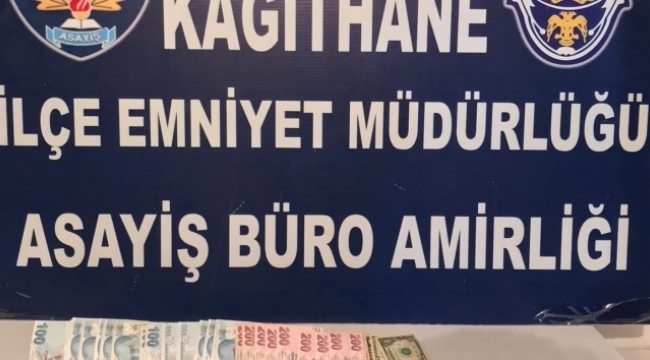 ASAYİŞ
KAĞITHANE
İLÇE EMNİYET MÜDÜRLÜĞÜ
ASAYİŞ BÜRO AMİRLİĞİ
100 100 200 200 200 200 200